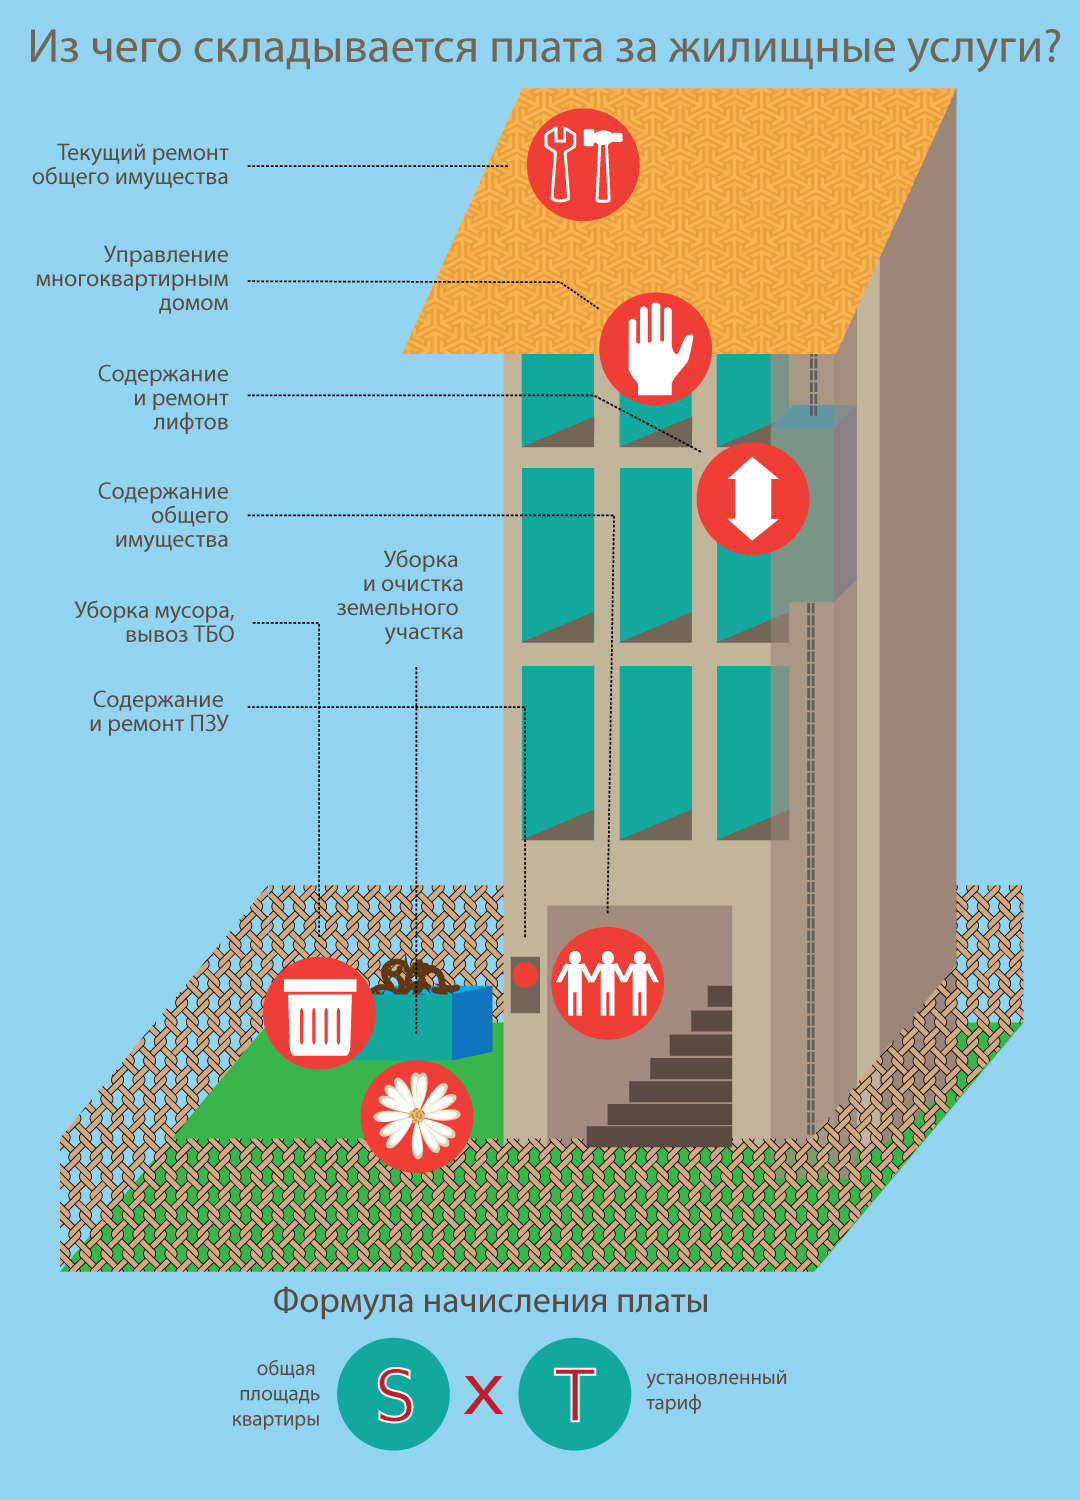 Из чего складывается плата за жилищные услуги?
Текущий ремонт
общего имущества
Управление
многоквартирным
домом
Содержание
и ремонт
лифтов
Содержание
общего
имущества
Уборка
и очистка
земельного
участка
Уборка мусора,
вывоз ТБО
Содержание
и ремонт ПЗУ
Формула начисления платы
общая
площадь
квартиры
S x T
установленный
тариф